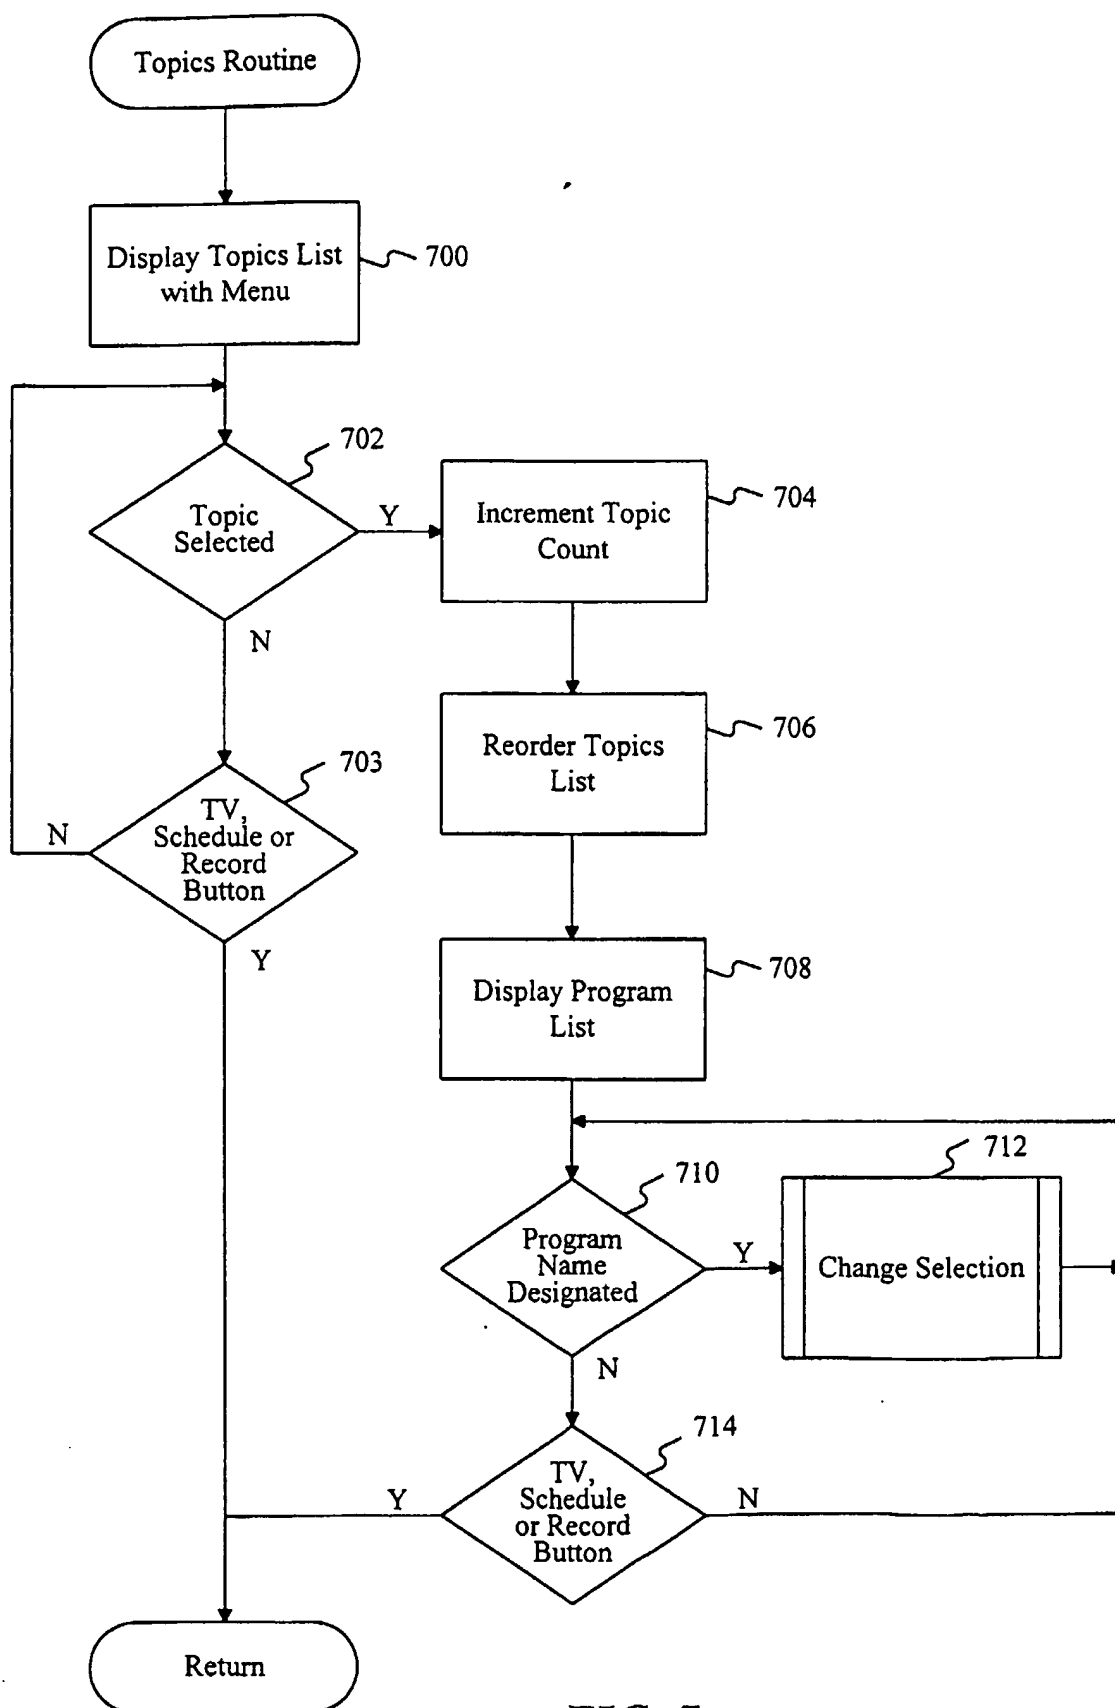 Topics Routine
Display Topics List
with Menu
700
702
Topic
Selected
Y
Increment Topic
Count
704
N
Reorder Topics
List
706
703
TV,
Schedule or
Record
Button
N
Y
Display Program
List
708
712
710
Program
Name
Designated
Y
Change Selection
N
714
TV,
Schedule
or Record
Button
Y
N
Return